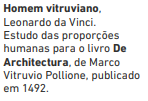 Homem vitruviano,
Leonardo da Vinci.
Estudo das proporções
humanas para o livro De
Architectura, de Marco
Vitruvio Pollione, publicado
em 1492.